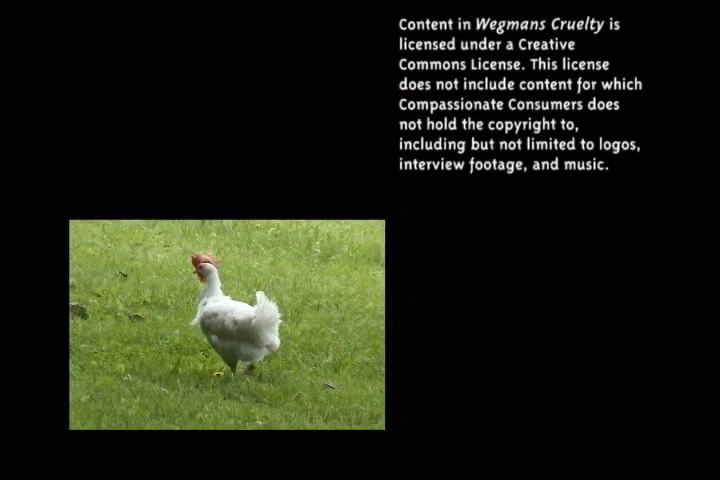 Content in Wegmans Cruelty is
licensed under a Creative
Commons License. This license
does not include content for which
Compassionate Consumers does
not hold the copyright to,
including but not limited to logos,
interview footage, and music.